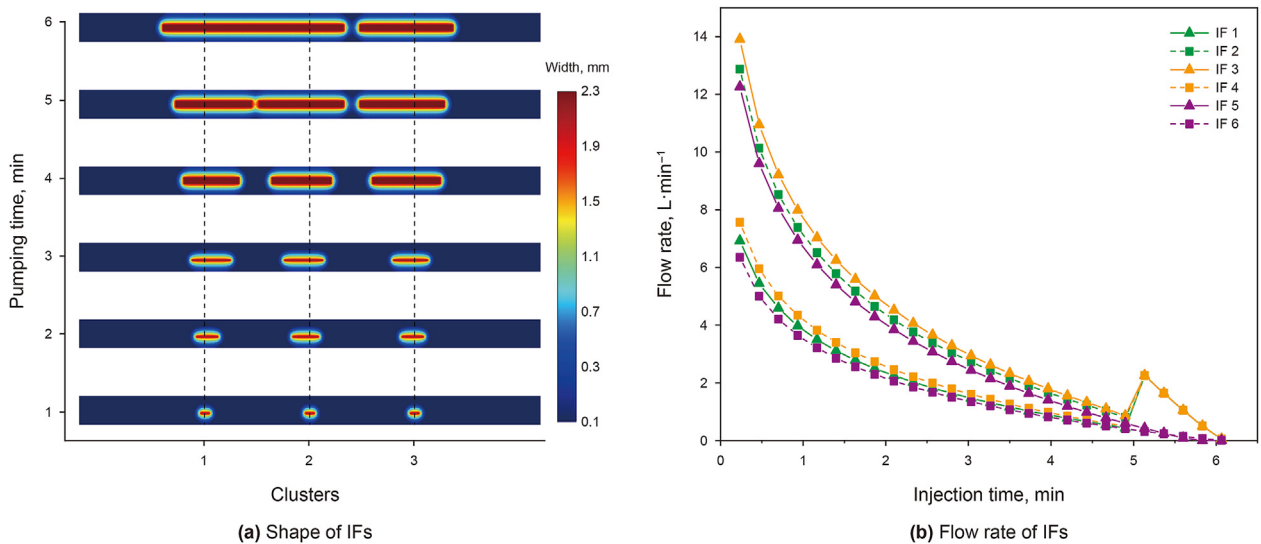 Pumping time, min
6
5
4
3
2
1
1 2 3
Clusters
Width, mm
2.3
1.9
1.5
1.1
0.7
0.1
(a) Shape of IFs
Flow rate, L·min⁻¹
14
12
10
8
6
4
2
0
0 1 2 3 4 5 6
Injection time, min
IF 1
IF 2
IF 3
IF 4
IF 5
IF 6
(b) Flow rate of IFs